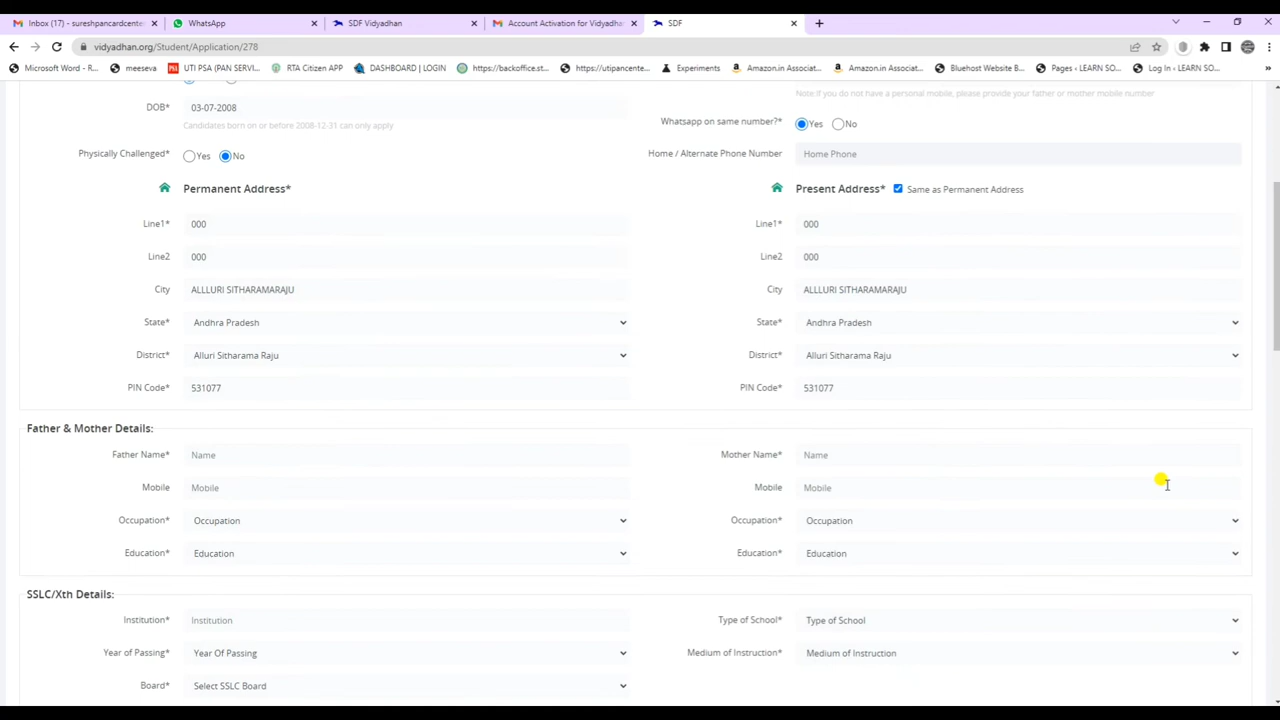 Inbox (17) - sureshpancardcenter
WhatsApp
SDF Vidyadhan
Account Activation for Vidyadhan
SDF
vidyadhan.org/Student/Application/278
Microsoft Word - R...
meeseva
UTI PSA (PAN SERVI...
RTA Citizen APP
DASHBOARD | LOGIN
https://backoffice.st...
https://utipancente...
Experiments
Amazon.in Associat...
Amazon.in Associat...
Bluehost Website B...
Pages ‹ LEARN SO...
Log In ‹ LEARN SO...
»
Note:If you do not have a personal mobile, please provide your father or mother mobile number
DOB* 03-07-2008
Candidates born on or before 2008-12-31 can only apply
Whatsapp on same number?* Yes No
Physically Challenged* Yes No
Home / Alternate Phone Number Home Phone
Permanent Address*
Present Address* Same as Permanent Address
Line1* 000
Line1* 000
Line2 000
Line2 000
City ALLLURI SITHARAMARAJU
City ALLLURI SITHARAMARAJU
State* Andhra Pradesh
State* Andhra Pradesh
District* Alluri Sitharama Raju
District* Alluri Sitharama Raju
PIN Code* 531077
PIN Code* 531077
Father & Mother Details:
Father Name* Name
Mother Name* Name
Mobile Mobile
Mobile Mobile
Occupation* Occupation
Occupation* Occupation
Education* Education
Education* Education
SSLC/Xth Details:
Institution* Institution
Type of School* Type of School
Year of Passing* Year Of Passing
Medium of Instruction* Medium of Instruction
Board* Select SSLC Board